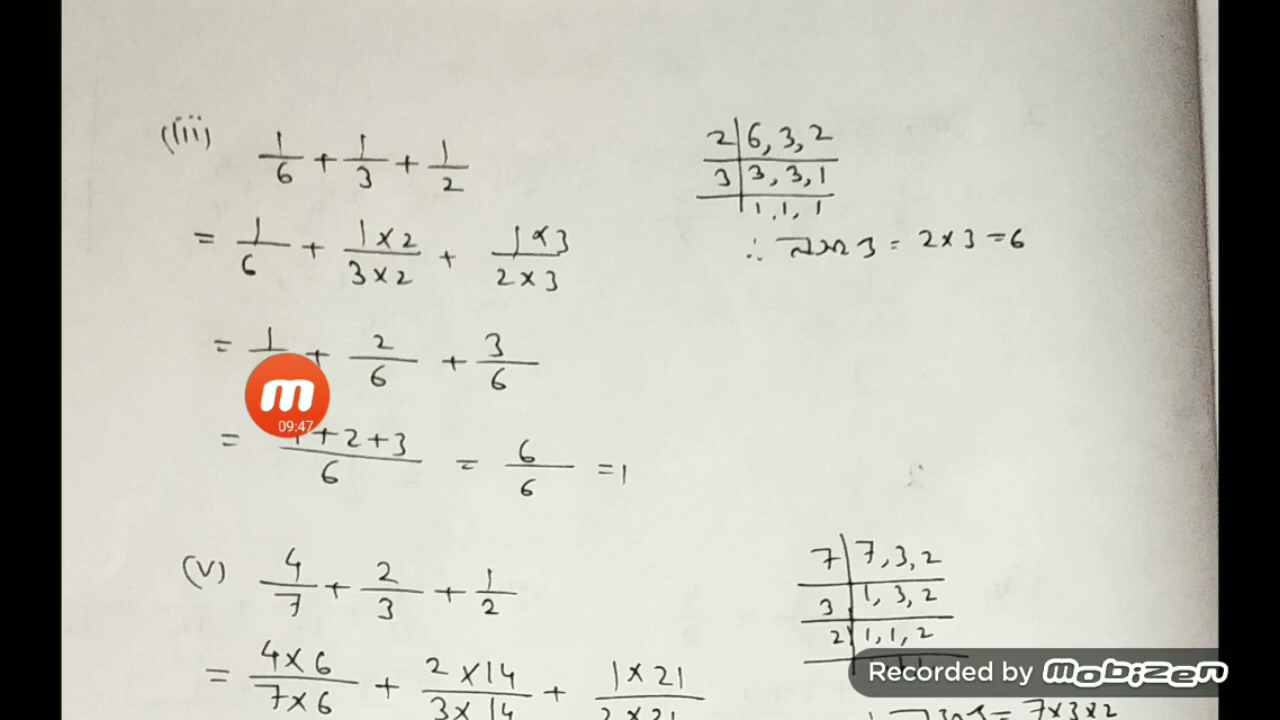 (iii) 1/6 + 1/3 + 1/2
2 | 6, 3, 2
3 | 3, 3, 1
1, 1, 1
= 1/6 + 1×2/3×2 + 1×3/2×3
∴ = 2×3 = 6
= 1 + 2/6 + 3/6
09:47
= 1+2+3/6 = 6/6 = 1
(v) 4/7 + 2/3 + 1/2
7 | 7, 3, 2
3 | 1, 3, 2
2 | 1, 1, 2
= 4×6/7×6 + 2×14/3×14 + 1×21/2×21
Recorded by mobizen
= 7×3×2